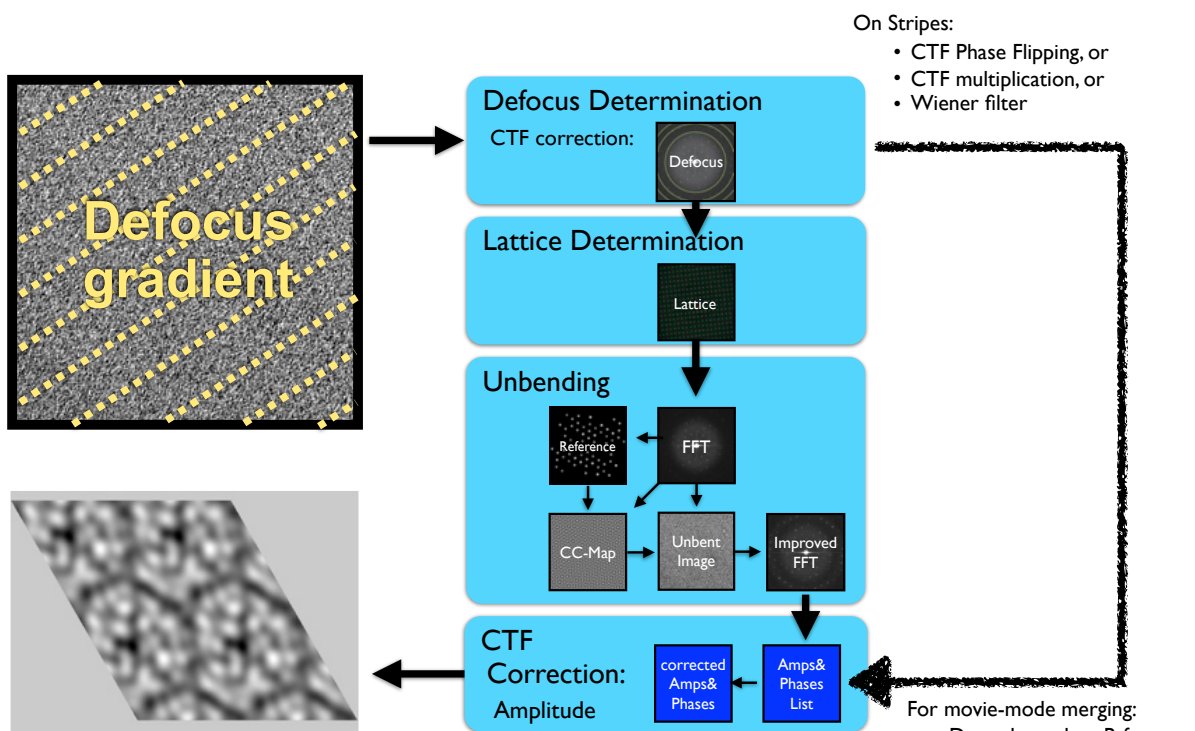 On Stripes:
• CTF Phase Flipping, or
• CTF multiplication, or
• Wiener filter
Defocus
gradient
Defocus Determination
CTF correction:
Defocus
Lattice Determination
Lattice
Unbending
Reference
FFT
CC-Map
Unbent
Image
Improved
FFT
CTF
Correction:
Amplitude
corrected
Amps&
Phases
Amps&
Phases
List
For movie-mode merging: